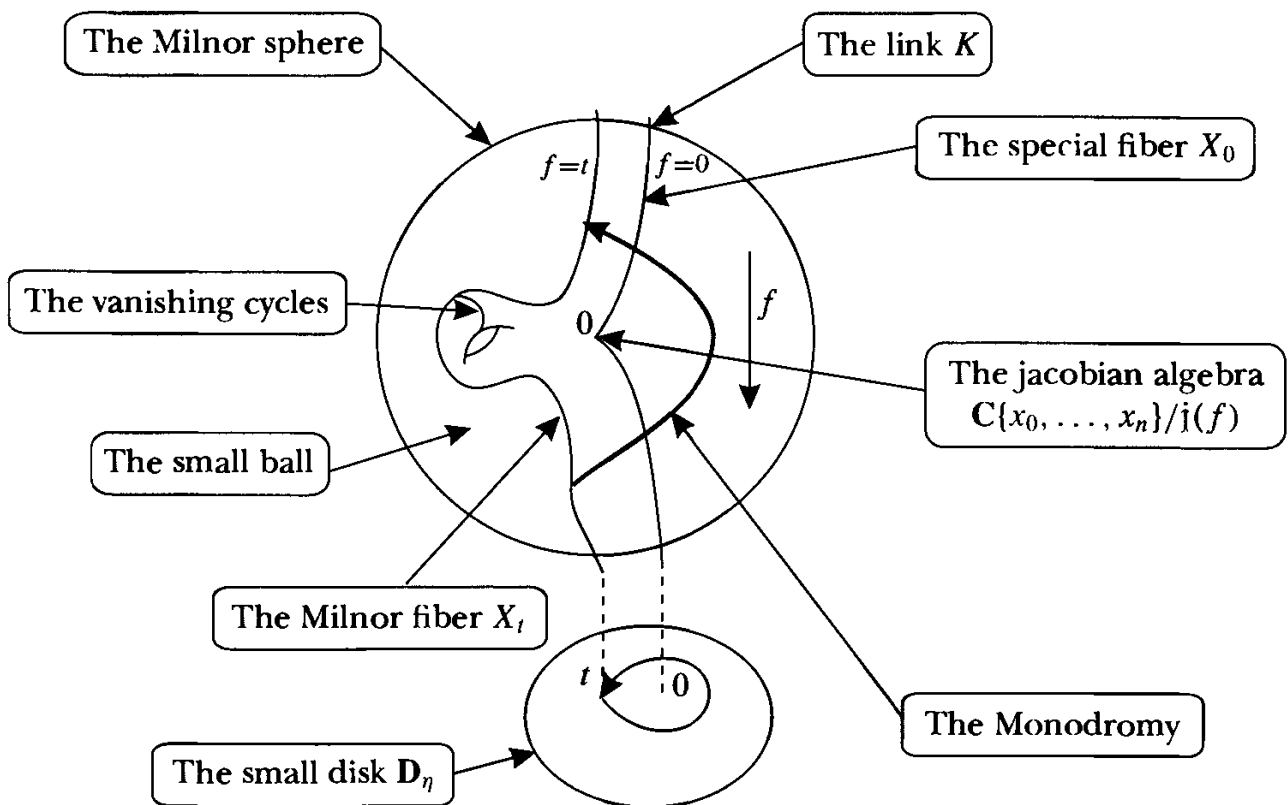 The Milnor sphere
The link K
The special fiber X₀
f=t
f=0
The vanishing cycles
0
f
The jacobian algebra
C{x₀, . . . , xₙ}/j(f)
The small ball
The Milnor fiber Xₜ
t
0
The Monodromy
The small disk D_η